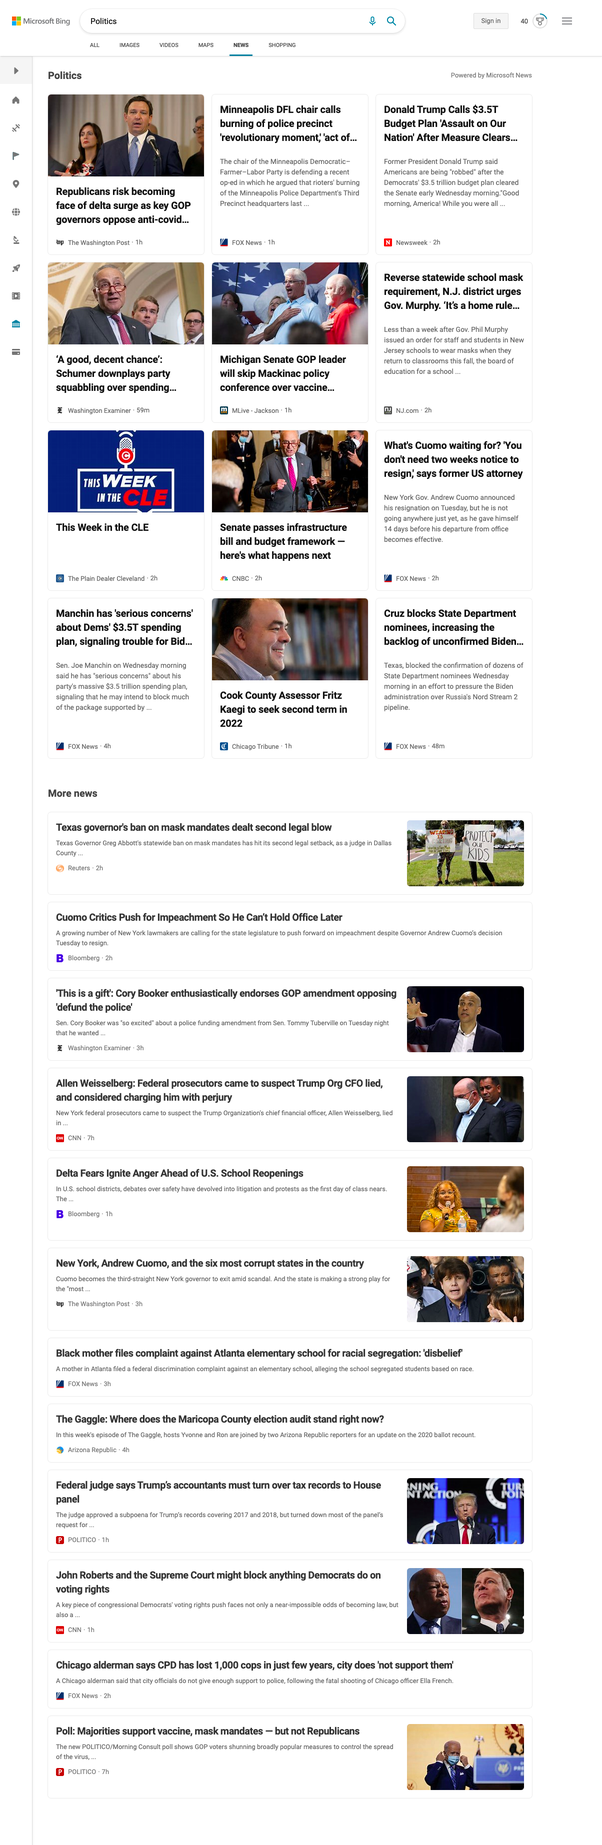 Microsoft Bing
Politics
Sign in
40
ALL
IMAGES
VIDEOS
MAPS
NEWS
SHOPPING
Politics
Powered by Microsoft News
Republicans risk becoming
face of delta surge as key GOP
governors oppose anti-covid...
The Washington Post · 1h
Minneapolis DFL chair calls
burning of police precinct
'revolutionary moment,' 'act of...
The chair of the Minneapolis Democratic–
Farmer–Labor Party is defending a recent
op-ed in which he argued that rioters' burning
of the Minneapolis Police Department's Third
Precinct headquarters last ...
FOX News · 1h
Donald Trump Calls $3.5T
Budget Plan 'Assault on Our
Nation' After Measure Clears...
Former President Donald Trump said
Americans are being "robbed" after the
Democrats' $3.5 trillion budget plan cleared
the Senate early Wednesday morning."Good
morning, America! While you were all ...
Newsweek · 2h
'A good, decent chance':
Schumer downplays party
squabbling over spending...
Washington Examiner · 59m
Michigan Senate GOP leader
will skip Mackinac policy
conference over vaccine...
MLive - Jackson · 1h
Reverse statewide school mask
requirement, N.J. district urges
Gov. Murphy. 'It's a home rule...
Less than a week after Gov. Phil Murphy
issued an order for staff and students in New
Jersey schools to wear masks when they
return to classrooms this fall, the board of
education for a school ...
NJ.com · 2h
THIS WEEK
IN THE CLE
This Week in the CLE
The Plain Dealer Cleveland · 2h
Senate passes infrastructure
bill and budget framework —
here's what happens next
CNBC · 2h
What's Cuomo waiting for? 'You
don't need two weeks notice to
resign,' says former US attorney
New York Gov. Andrew Cuomo announced
his resignation on Tuesday, but he is not
going anywhere just yet, as he gave himself
14 days before his departure from office
becomes effective.
FOX News · 2h
Manchin has 'serious concerns'
about Dems' $3.5T spending
plan, signaling trouble for Bid...
Sen. Joe Manchin on Wednesday morning
said he has "serious concerns" about his
party's massive $3.5 trillion spending plan,
signaling that he may intend to block much
of the package supported by ...
FOX News · 4h
Cook County Assessor Fritz
Kaegi to seek second term in
2022
Chicago Tribune · 1h
Cruz blocks State Department
nominees, increasing the
backlog of unconfirmed Biden...
Texas, blocked the confirmation of dozens of
State Department nominees Wednesday
morning in an effort to pressure the Biden
administration over Russia's Nord Stream 2
pipeline.
FOX News · 48m
More news
Texas governor's ban on mask mandates dealt second legal blow
Texas Governor Greg Abbott's statewide ban on mask mandates has hit its second legal setback, as a judge in Dallas
County ...
Reuters · 2h
PROTECT
OUR
KIDS
Cuomo Critics Push for Impeachment So He Can't Hold Office Later
A growing number of New York lawmakers are calling for the state legislature to push forward on impeachment despite Governor Andrew Cuomo's decision
Tuesday to resign.
Bloomberg · 2h
'This is a gift': Cory Booker enthusiastically endorses GOP amendment opposing
'defund the police'
Sen. Cory Booker was "so excited" about a police funding amendment from Sen. Tommy Tuberville on Tuesday night
that he wanted ...
Washington Examiner · 3h
Allen Weisselberg: Federal prosecutors came to suspect Trump Org CFO lied,
and considered charging him with perjury
New York federal prosecutors came to suspect the Trump Organization's chief financial officer, Allen Weisselberg, lied
in ...
CNN · 7h
Delta Fears Ignite Anger Ahead of U.S. School Reopenings
In U.S. school districts, debates over safety have devolved into litigation and protests as the first day of class nears.
The ...
Bloomberg · 1h
New York, Andrew Cuomo, and the six most corrupt states in the country
Cuomo becomes the third-straight New York governor to exit amid scandal. And the state is making a strong play for
the "most ...
The Washington Post · 3h
Black mother files complaint against Atlanta elementary school for racial segregation: 'disbelief'
A mother in Atlanta filed a federal discrimination complaint against an elementary school, alleging the school segregated students based on race.
FOX News · 3h
The Gaggle: Where does the Maricopa County election audit stand right now?
In this week's episode of The Gaggle, hosts Yvonne and Ron are joined by two Arizona Republic reporters for an update on the 2020 ballot recount.
Arizona Republic · 4h
Federal judge says Trump's accountants must turn over tax records to House
panel
The judge approved a subpoena for Trump's records covering 2017 and 2018, but turned down most of the panel's
request for ...
POLITICO · 1h
John Roberts and the Supreme Court might block anything Democrats do on
voting rights
A key piece of congressional Democrats' voting rights push faces not only a near-impossible odds of becoming law, but
also a ...
CNN · 1h
Chicago alderman says CPD has lost 1,000 cops in just few years, city does 'not support them'
A Chicago alderman said that city officials do not give enough support to police, following the fatal shooting of Chicago officer Ella French.
FOX News · 2h
Poll: Majorities support vaccine, mask mandates — but not Republicans
The new POLITICO/Morning Consult poll shows GOP voters shunning broadly popular measures to control the spread
of the virus, ...
POLITICO · 7h